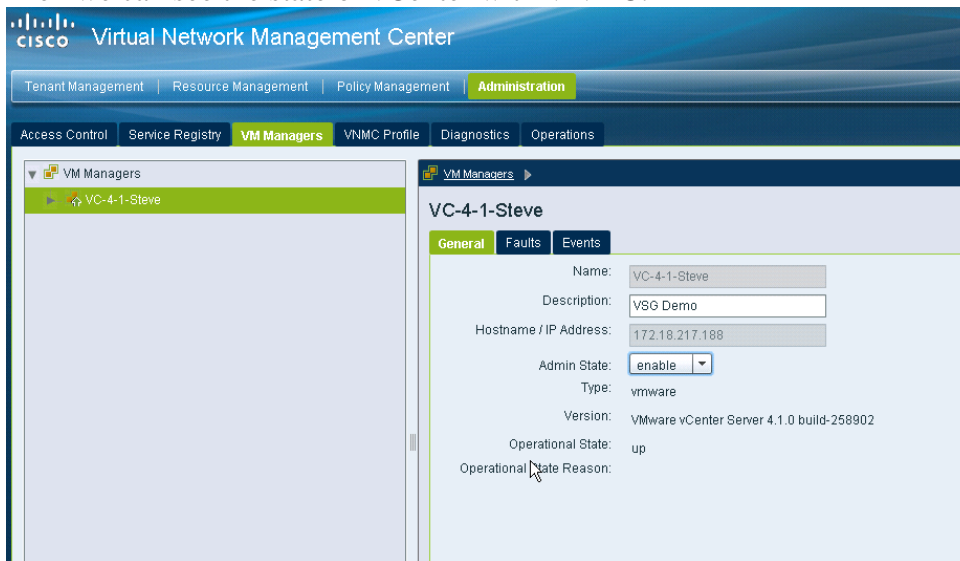 cisco Virtual Network Management Center
Tenant Management | Resource Management | Policy Management | Administration
Access Control Service Registry VM Managers VNMC Profile Diagnostics Operations
VM Managers
VC-4-1-Steve
VM Managers
VC-4-1-Steve
General Faults Events
Name: VC-4-1-Steve
Description: VSG Demo
Hostname / IP Address: 172.18.217.188
Admin State: enable
Type: vmware
Version: VMware vCenter Server 4.1.0 build-258902
Operational State: up
Operational State Reason: